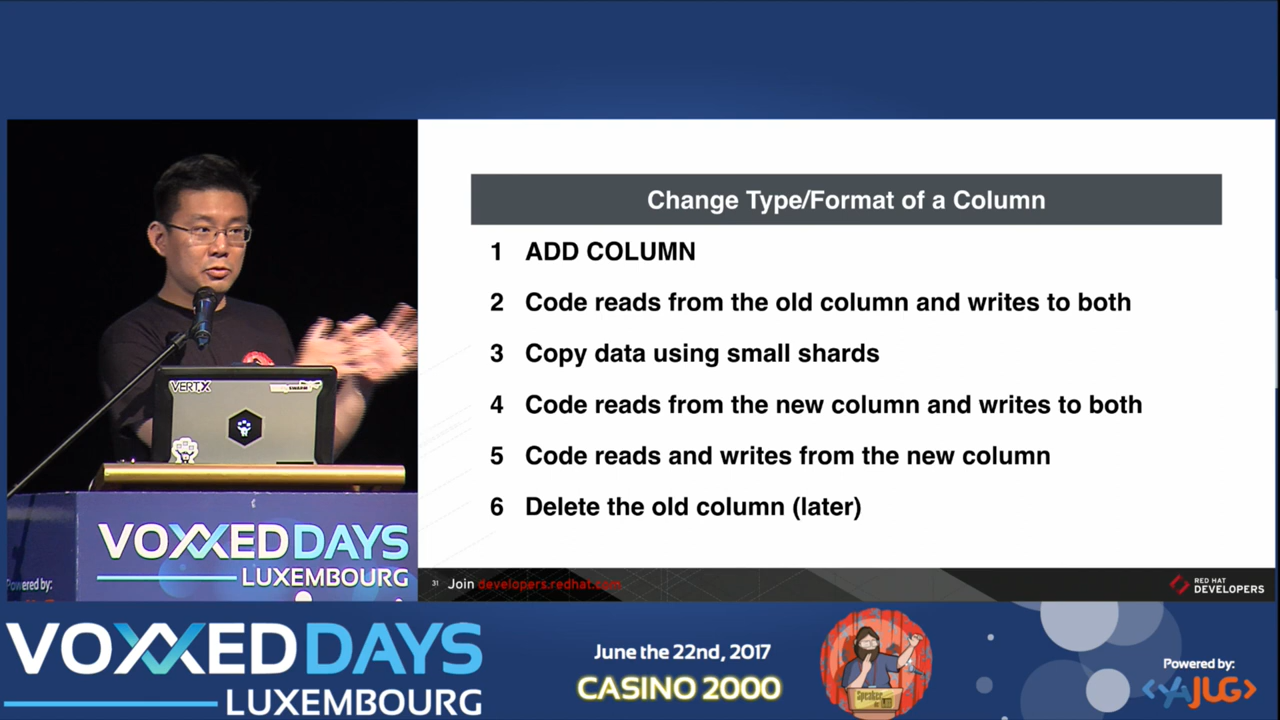 Change Type/Format of a Column
1 ADD COLUMN
2 Code reads from the old column and writes to both
3 Copy data using small shards
4 Code reads from the new column and writes to both
5 Code reads and writes from the new column
6 Delete the old column (later)
31 Join developers.redhat.com
RED HAT
DEVELOPERS
VERT.X
VOXXED DAYS
LUXEMBOURG
Powered by:
VOXXED DAYS
LUXEMBOURG
June the 22nd, 2017
CASINO 2000
Speaker
Powered by:
YAJUG